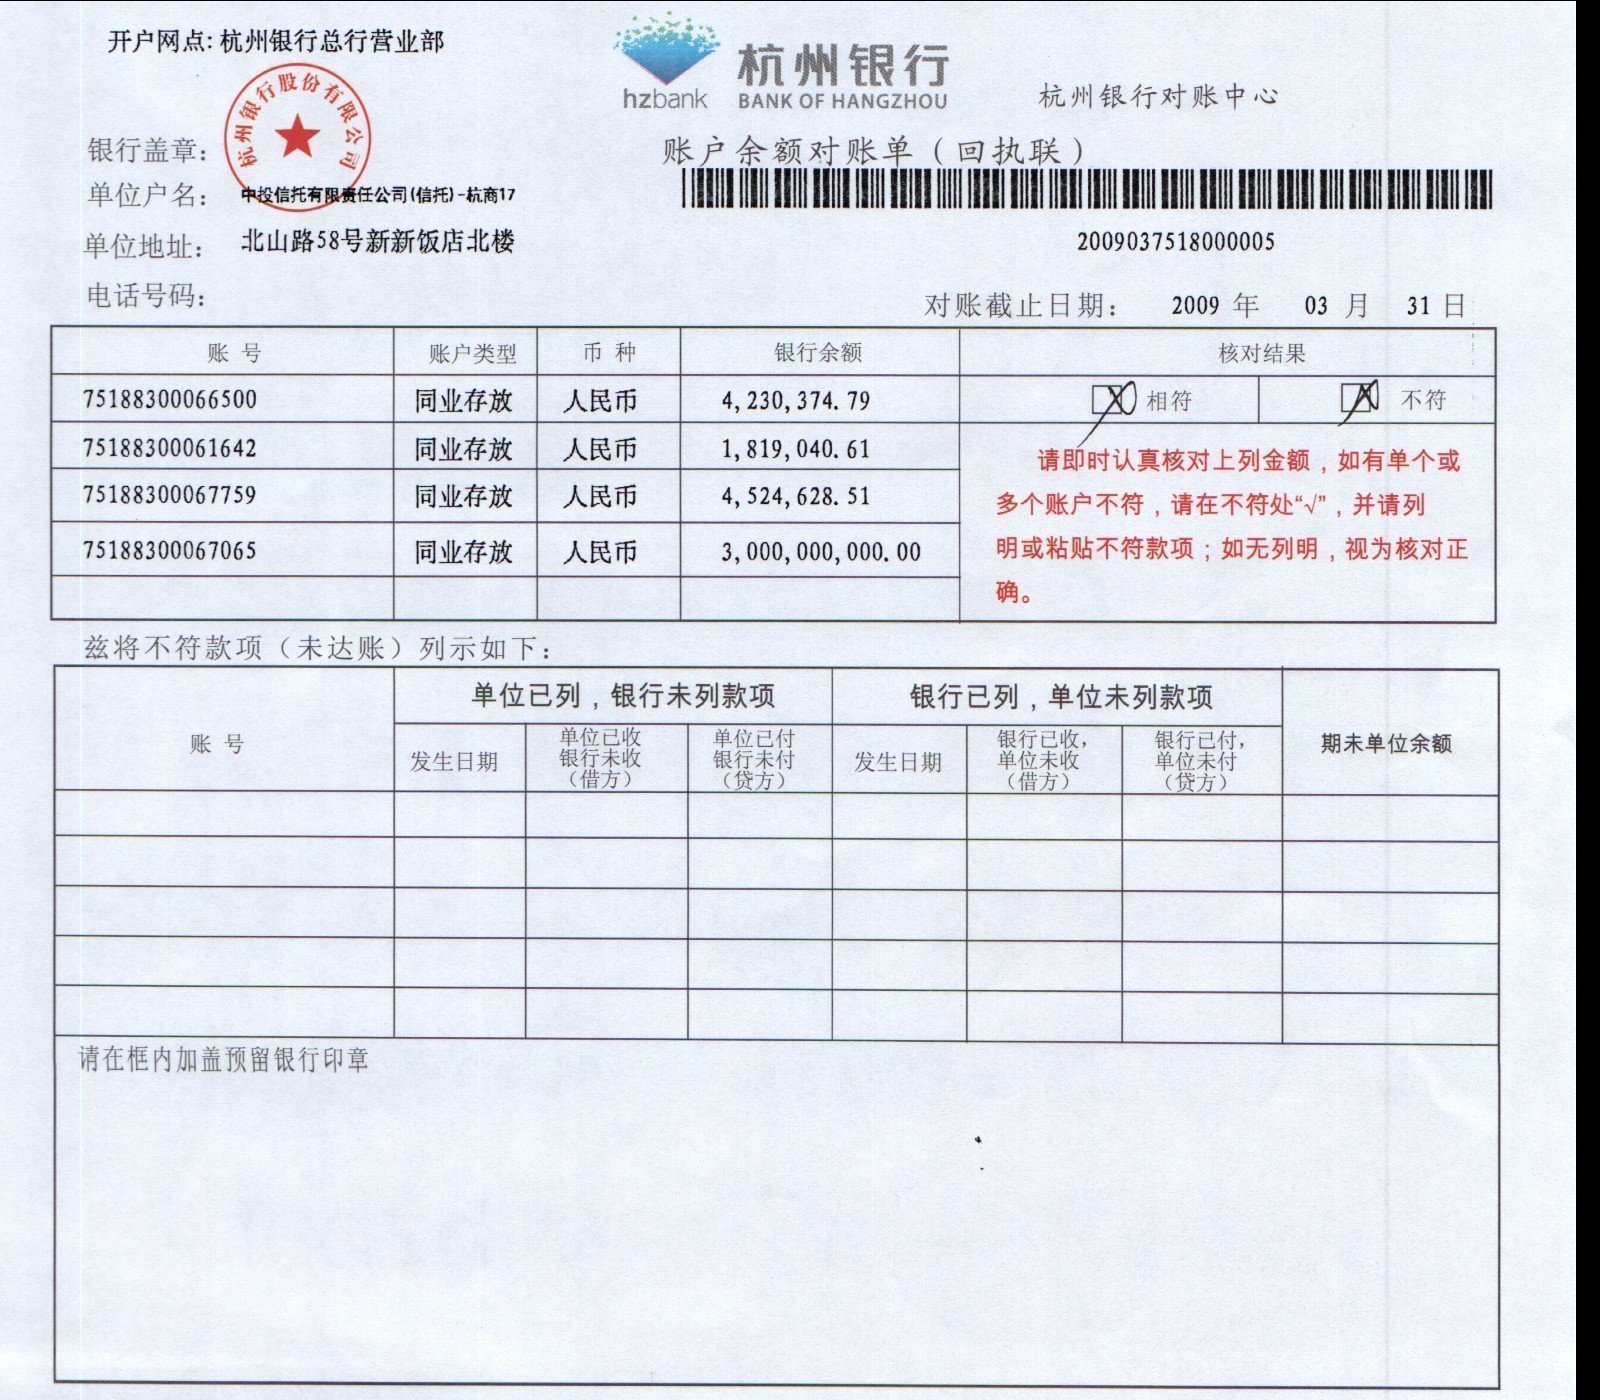 开户网点: 杭州银行总行营业部
hzbank
杭州银行
BANK OF HANGZHOU
杭州银行对账中心
杭州银行股份有限公司
银行盖章：
账户余额对账单（回执联）
单位户名： 中投信托有限责任公司(信托)-杭商17
单位地址： 北山路58号新新饭店北楼
2009037518000005
电话号码：
对账截止日期： 2009 年 03 月 31 日
账 号 账户类型 币 种 银行余额 核对结果
75188300066500 同业存放 人民币 4,230,374.79 相符 不符
75188300061642 同业存放 人民币 1,819,040.61
75188300067759 同业存放 人民币 4,524,628.51
75188300067065 同业存放 人民币 3,000,000,000.00
请即时认真核对上列金额，如有单个或
多个账户不符，请在不符处“√”，并请列
明或粘贴不符款项；如无列明，视为核对正
确。
兹将不符款项（未达账）列示如下：
账 号
单位已列，银行未列款项
银行已列，单位未列款项
期未单位余额
发生日期
单位已收
银行未收
（借方）
单位已付
银行未付
（贷方）
发生日期
银行已收，
单位未收
（借方）
银行已付，
单位未付
（贷方）
请在框内加盖预留银行印章